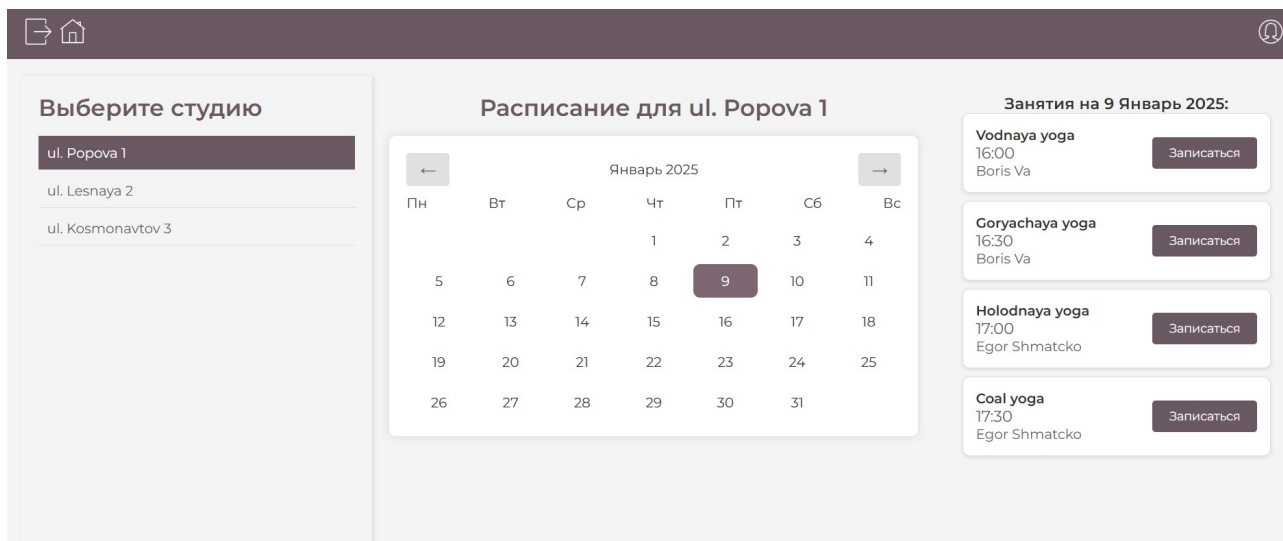 Выберите студию
ul. Popova 1
ul. Lesnaya 2
ul. Kosmonavtov 3
Расписание для ul. Popova 1
← Январь 2025 →
Пн Вт Ср Чт Пт Сб Вс
1 2 3 4
5 6 7 8 9 10 11
12 13 14 15 16 17 18
19 20 21 22 23 24 25
26 27 28 29 30 31
Занятия на 9 Январь 2025:
Vodnaya yoga
16:00
Boris Va
Записаться
Goryachaya yoga
16:30
Boris Va
Записаться
Holodnaya yoga
17:00
Egor Shmatcko
Записаться
Coal yoga
17:30
Egor Shmatcko
Записаться